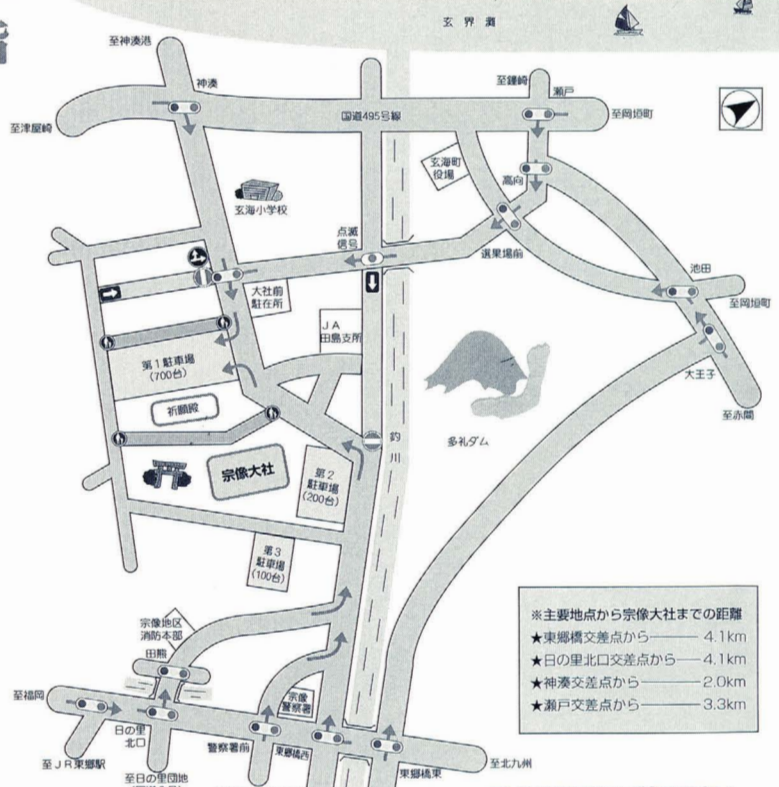 玄界灘
至神湊港
神湊
至鐘崎
瀬戸
至津屋崎
国道495号線
至岡垣町
玄海町
役場
高向
玄海小学校
点滅
信号
選果場前
池田
大社前
駐在所
至岡垣町
JA
田島支所
第1駐車場
(700台)
大王子
至赤間
祈願殿
釣川
多礼ダム
宗像大社
第2
駐車場
(200台)
第3
駐車場
(100台)
※主要地点から宗像大社までの距離
★東郷橋交差点から―― 4.1km
★日の里北口交差点から― 4.1km
★神湊交差点から――― 2.0km
★瀬戸交差点から――― 3.3km
宗像地区
消防本部
田熊
至福岡
宗像
警察署
日の里
北口
警察署前
東郷橋西
東郷橋東
至北九州
至JR東郷駅
至日の里団地